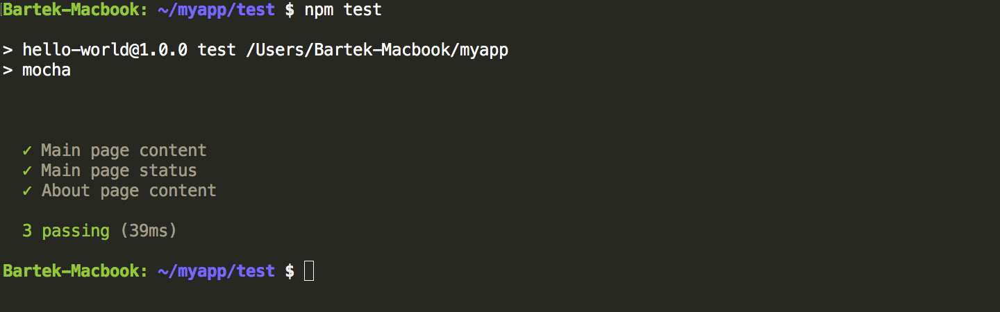 Bartek-Macbook: ~/myapp/test $ npm test
> hello-world@1.0.0 test /Users/Bartek-Macbook/myapp
> mocha
✓ Main page content
✓ Main page status
✓ About page content
3 passing (39ms)
Bartek-Macbook: ~/myapp/test $